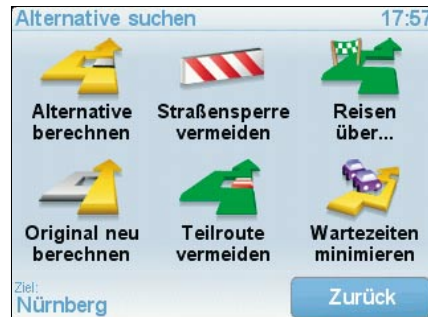 Alternative suchen 17:57
Alternative Straßensperre Reisen
berechnen vermeiden über...
Original neu Teilroute Wartezeiten
berechnen vermeiden minimieren
Ziel:
Nürnberg Zurück